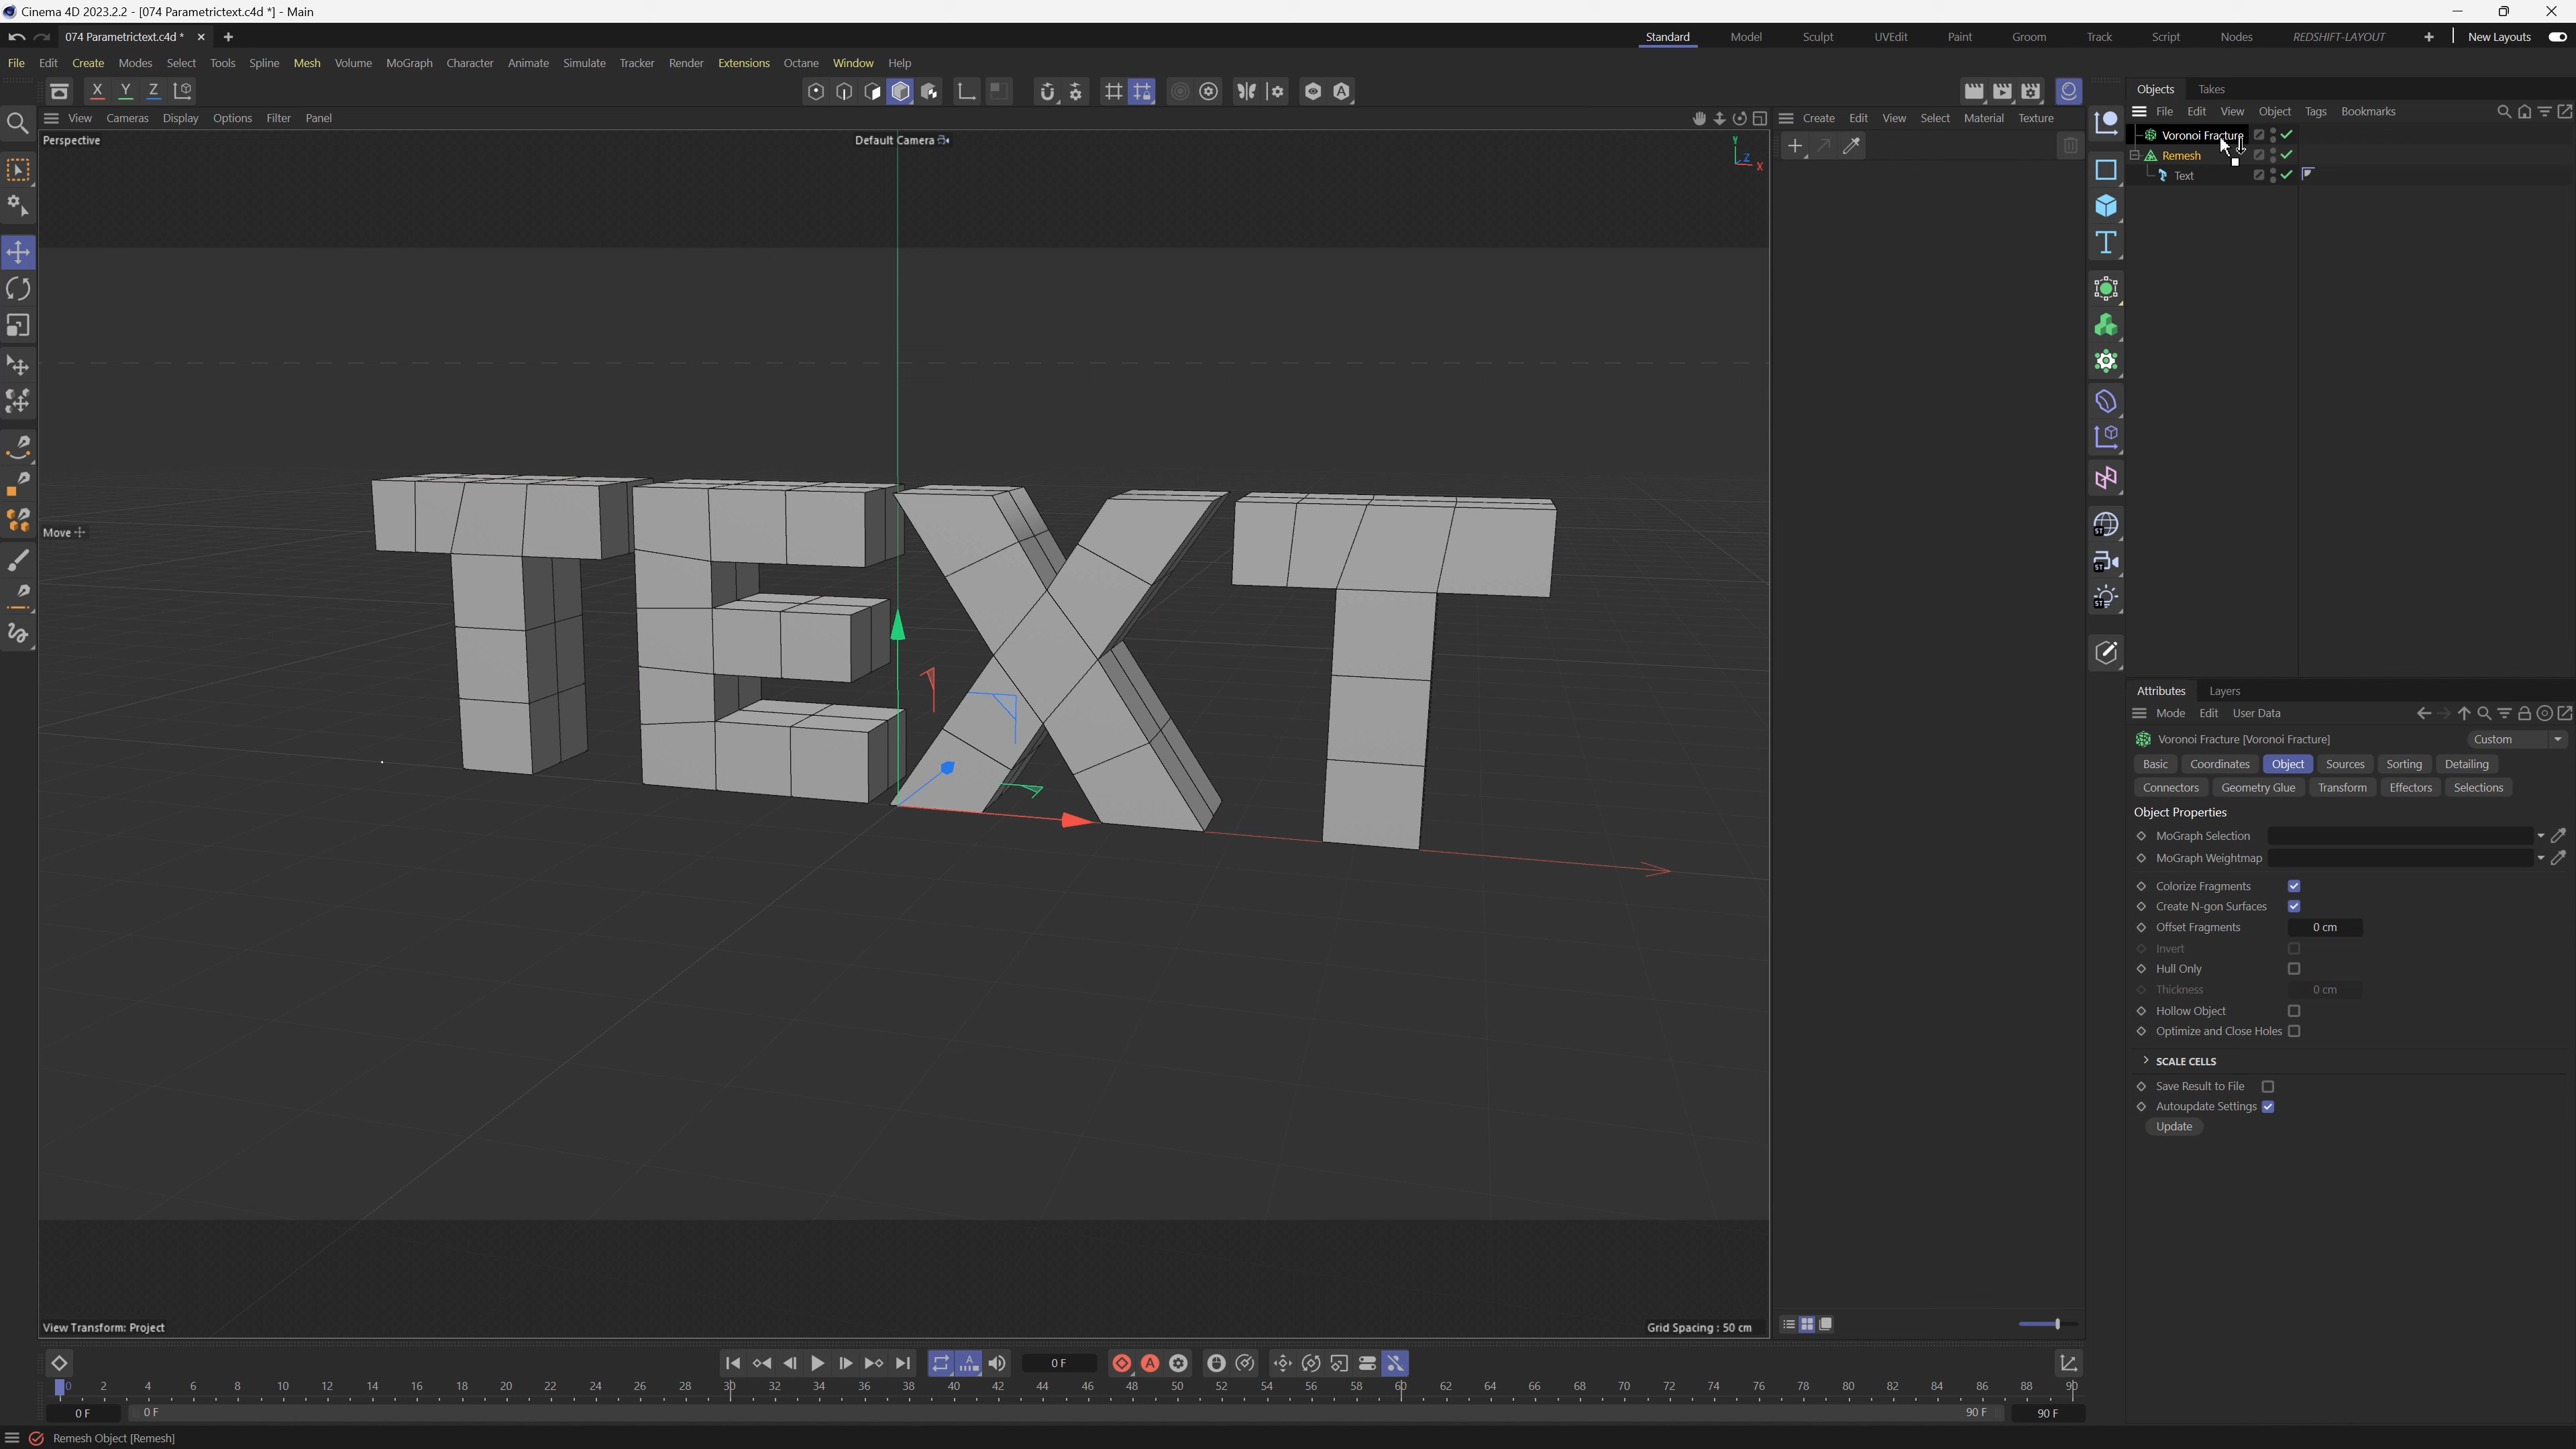 Cinema 4D 2023.2.2 - [074 Parametrictext.c4d *] - Main
074 Parametrictext.c4d *
Standard Model Sculpt UVEdit Paint Groom Track Script Nodes REDSHIFT-LAYOUT New Layouts
File Edit Create Modes Select Tools Spline Mesh Volume MoGraph Character Animate Simulate Tracker Render Extensions Octane Window Help
X Y Z
View Cameras Display Options Filter Panel
Create Edit View Select Material Texture
Perspective
Default Camera
Y
Z
X
Move
TEXT
View Transform: Project
Grid Spacing : 50 cm
ST
ST
ST
Objects Takes
File Edit View Object Tags Bookmarks
Voronoi Fracture
Remesh
Text
Attributes Layers
Mode Edit User Data
Voronoi Fracture [Voronoi Fracture] Custom
Basic Coordinates Object Sources Sorting Detailing
Connectors Geometry Glue Transform Effectors Selections
Object Properties
MoGraph Selection
MoGraph Weightmap
Colorize Fragments
Create N-gon Surfaces
Offset Fragments 0 cm
Invert
Hull Only
Thickness 0 cm
Hollow Object
Optimize and Close Holes
SCALE CELLS
Save Result to File
Autoupdate Settings
Update
A A 0 F
0 2 4 6 8 10 12 14 16 18 20 22 24 26 28 30 32 34 36 38 40 42 44 46 48 50 52 54 56 58 60 62 64 66 68 70 72 74 76 78 80 82 84 86 88 90
0 F 0 F 90 F 90 F
Remesh Object [Remesh]